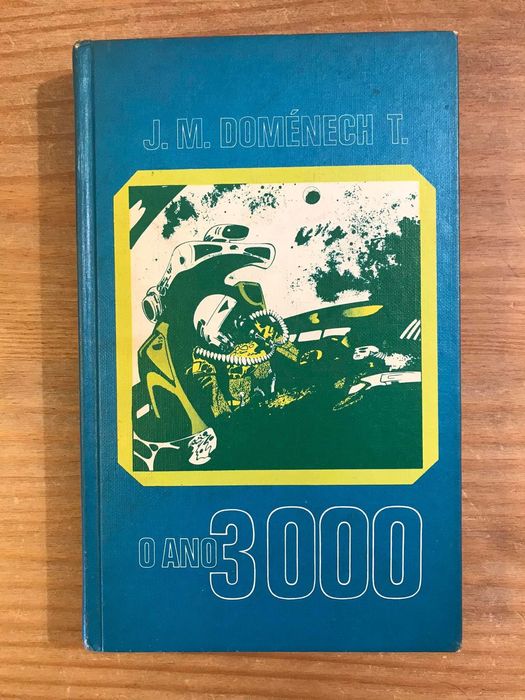 J. M. DOMÉNECH T.
O ANO 3000